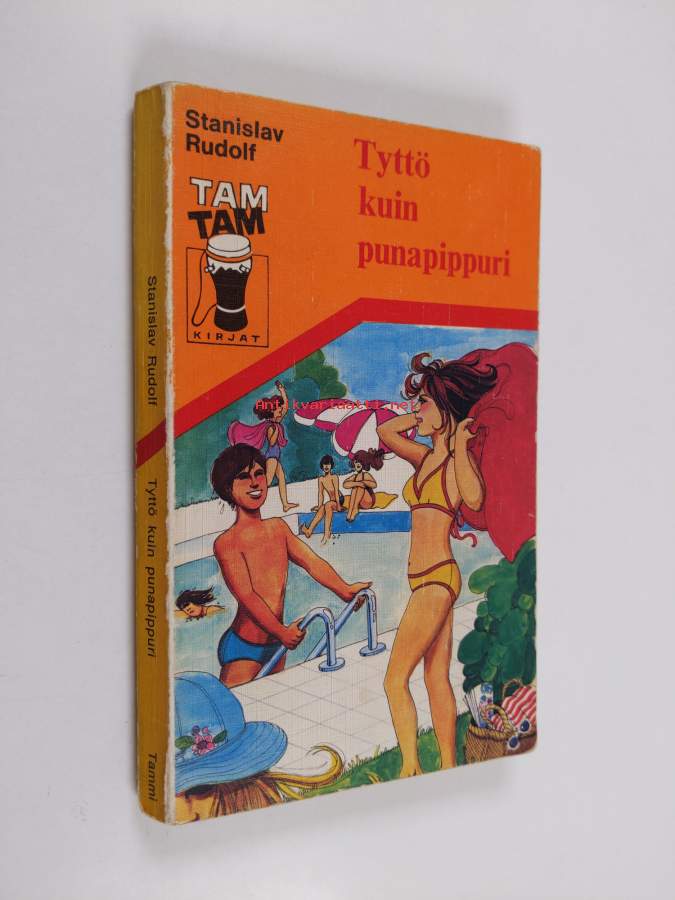 Stanislav
Rudolf
TAM
TAM
KIRJAT
Tyttö
kuin
punapippuri
Antikvariaatti.net
Stanislav Rudolf
Tyttö kuin punapippuri
Tammi